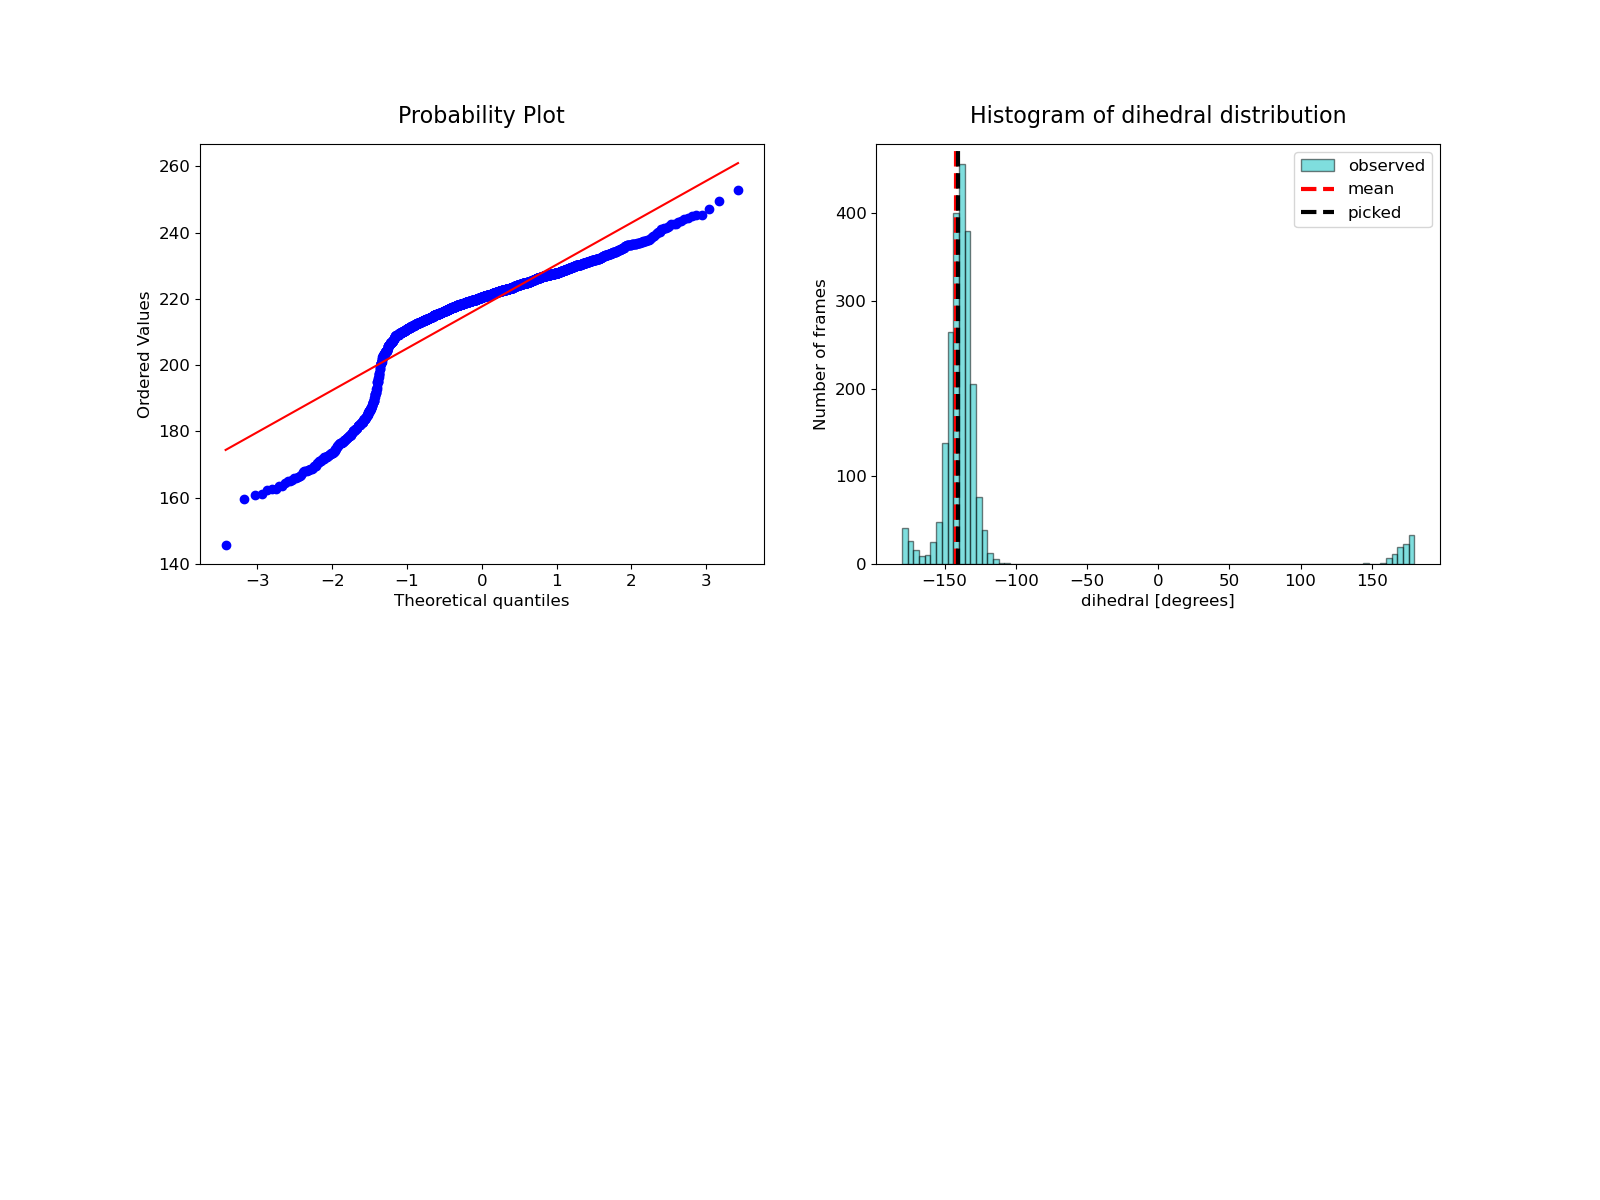 Probability Plot
260
240
220
200
180
160
140
Ordered Values
−3 −2 −1 0 1 2 3
Theoretical quantiles
Histogram of dihedral distribution
observed
mean
picked
400
300
200
100
0
Number of frames
−150 −100 −50 0 50 100 150
dihedral [degrees]